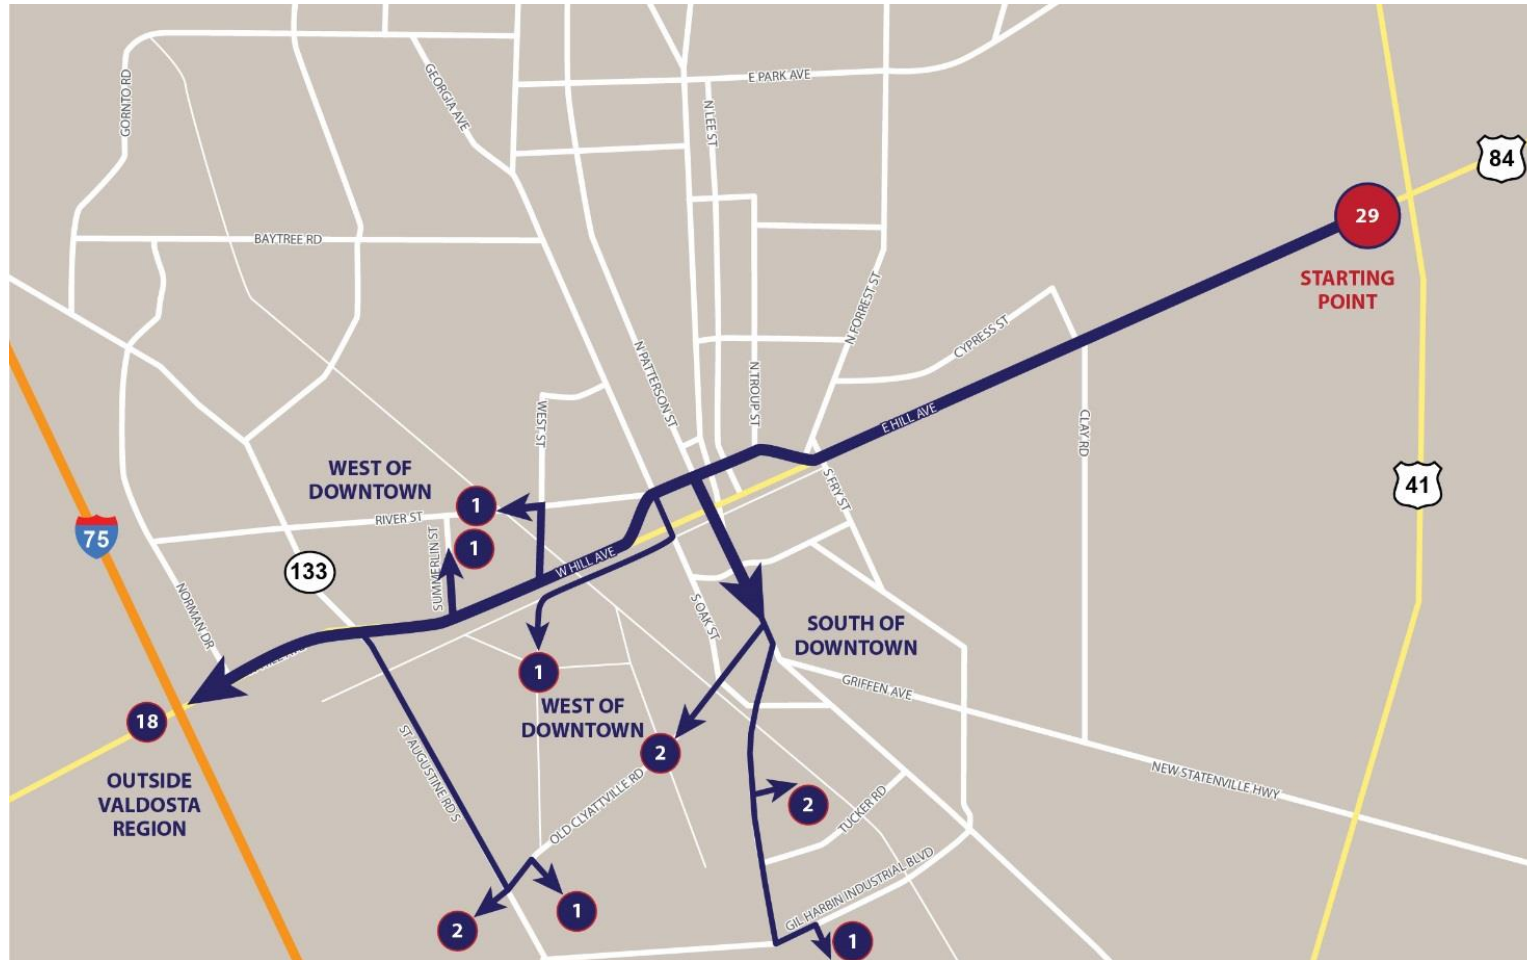 E PARK AVE
GORNTO RD
GEORGIA AVE
N LEE ST
84
29
STARTING
POINT
BAYTREE RD
N FORREST ST
CYPRESS ST
N PATTERSON ST
N TROUP ST
WEST ST
E HILL AVE
CLAY RD
WEST OF
DOWNTOWN
1
S FRY ST
41
RIVER ST
75
1
SUMMERLIN ST
W HILL AVE
133
NORMAN DR
S OAK ST
SOUTH OF
DOWNTOWN
1
GRIFFEN AVE
WEST OF
DOWNTOWN
18
2
ST AUGUSTINE RD S
OUTSIDE
VALDOSTA
REGION
OLD CLYATTVILLE RD
2
TUCKER RD
NEW STATENVILLE HWY
GIL HARBIN INDUSTRIAL BLVD
1
2
1